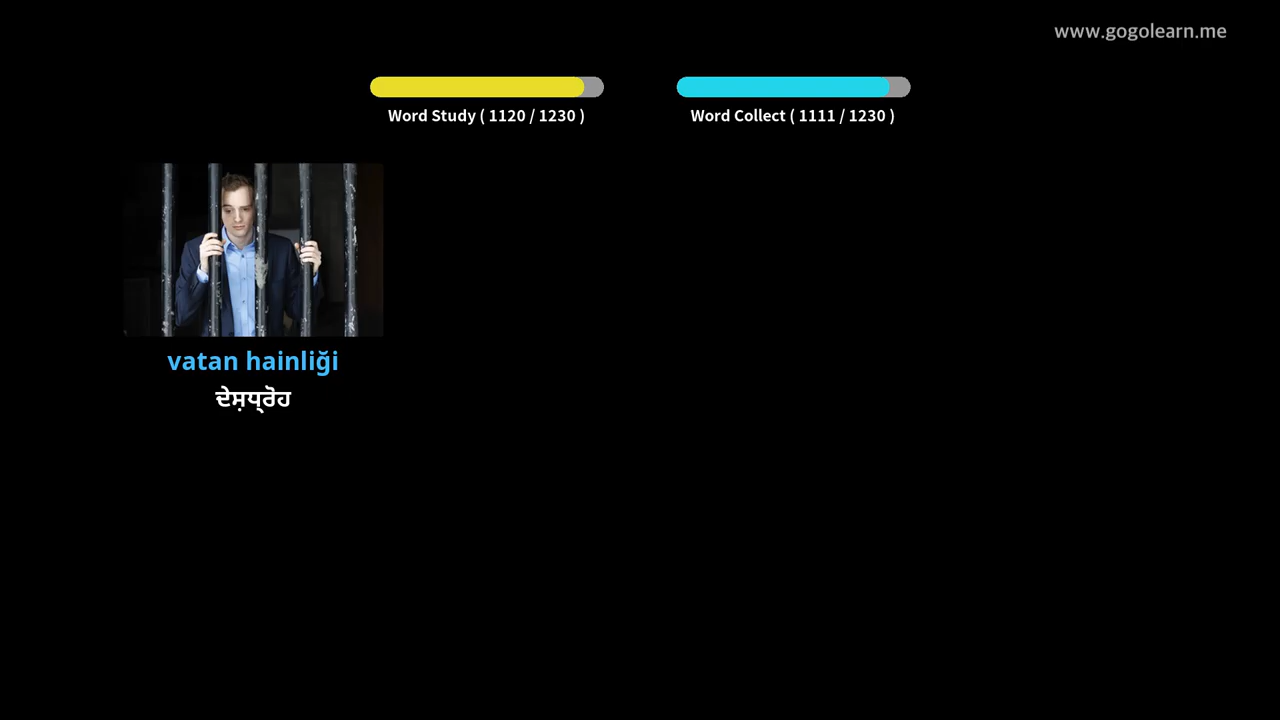 www.gogolearn.me
Word Study ( 1120 / 1230 )
Word Collect ( 1111 / 1230 )
vatan hainliği
ਦੇਸ਼ਧ੍ਰੋਹ